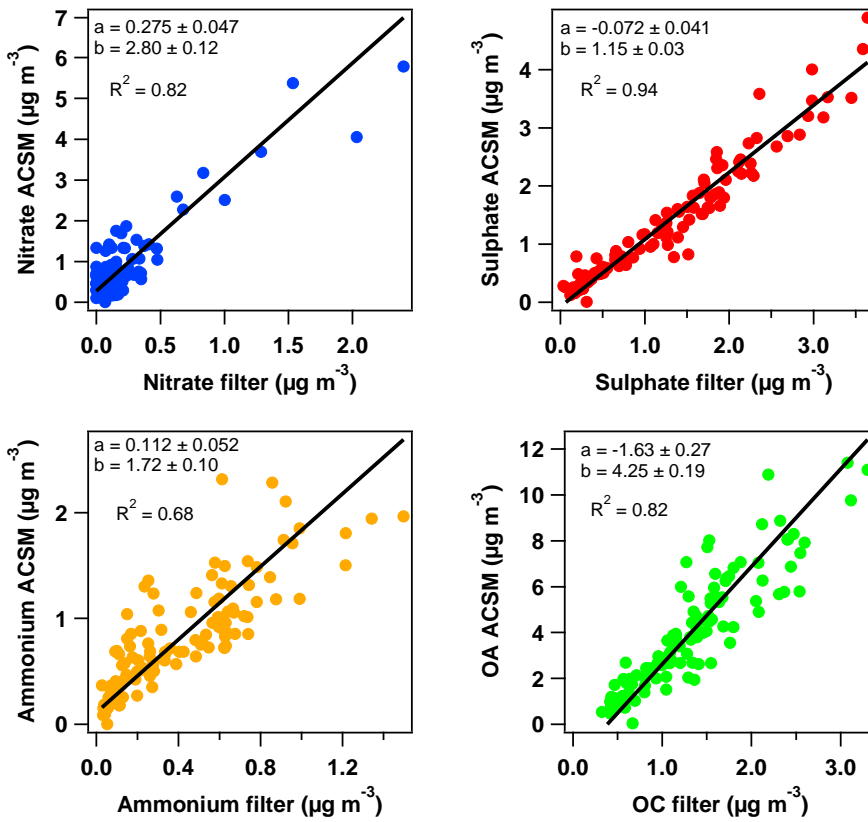 a = 0.275 ± 0.047
b = 2.80 ± 0.12
R² = 0.82
Nitrate ACSM (µg m⁻³)
7
6
5
4
3
2
1
0
0.0 0.5 1.0 1.5 2.0
Nitrate filter (µg m⁻³)
a = -0.072 ± 0.041
b = 1.15 ± 0.03
R² = 0.94
Sulphate ACSM (µg m⁻³)
4
3
2
1
0
0.0 1.0 2.0 3.0
Sulphate filter (µg m⁻³)
a = 0.112 ± 0.052
b = 1.72 ± 0.10
R² = 0.68
Ammonium ACSM (µg m⁻³)
2
1
0
0.0 0.4 0.8 1.2
Ammonium filter (µg m⁻³)
a = -1.63 ± 0.27
b = 4.25 ± 0.19
R² = 0.82
OA ACSM (µg m⁻³)
12
10
8
6
4
2
0
0.0 1.0 2.0 3.0
OC filter (µg m⁻³)